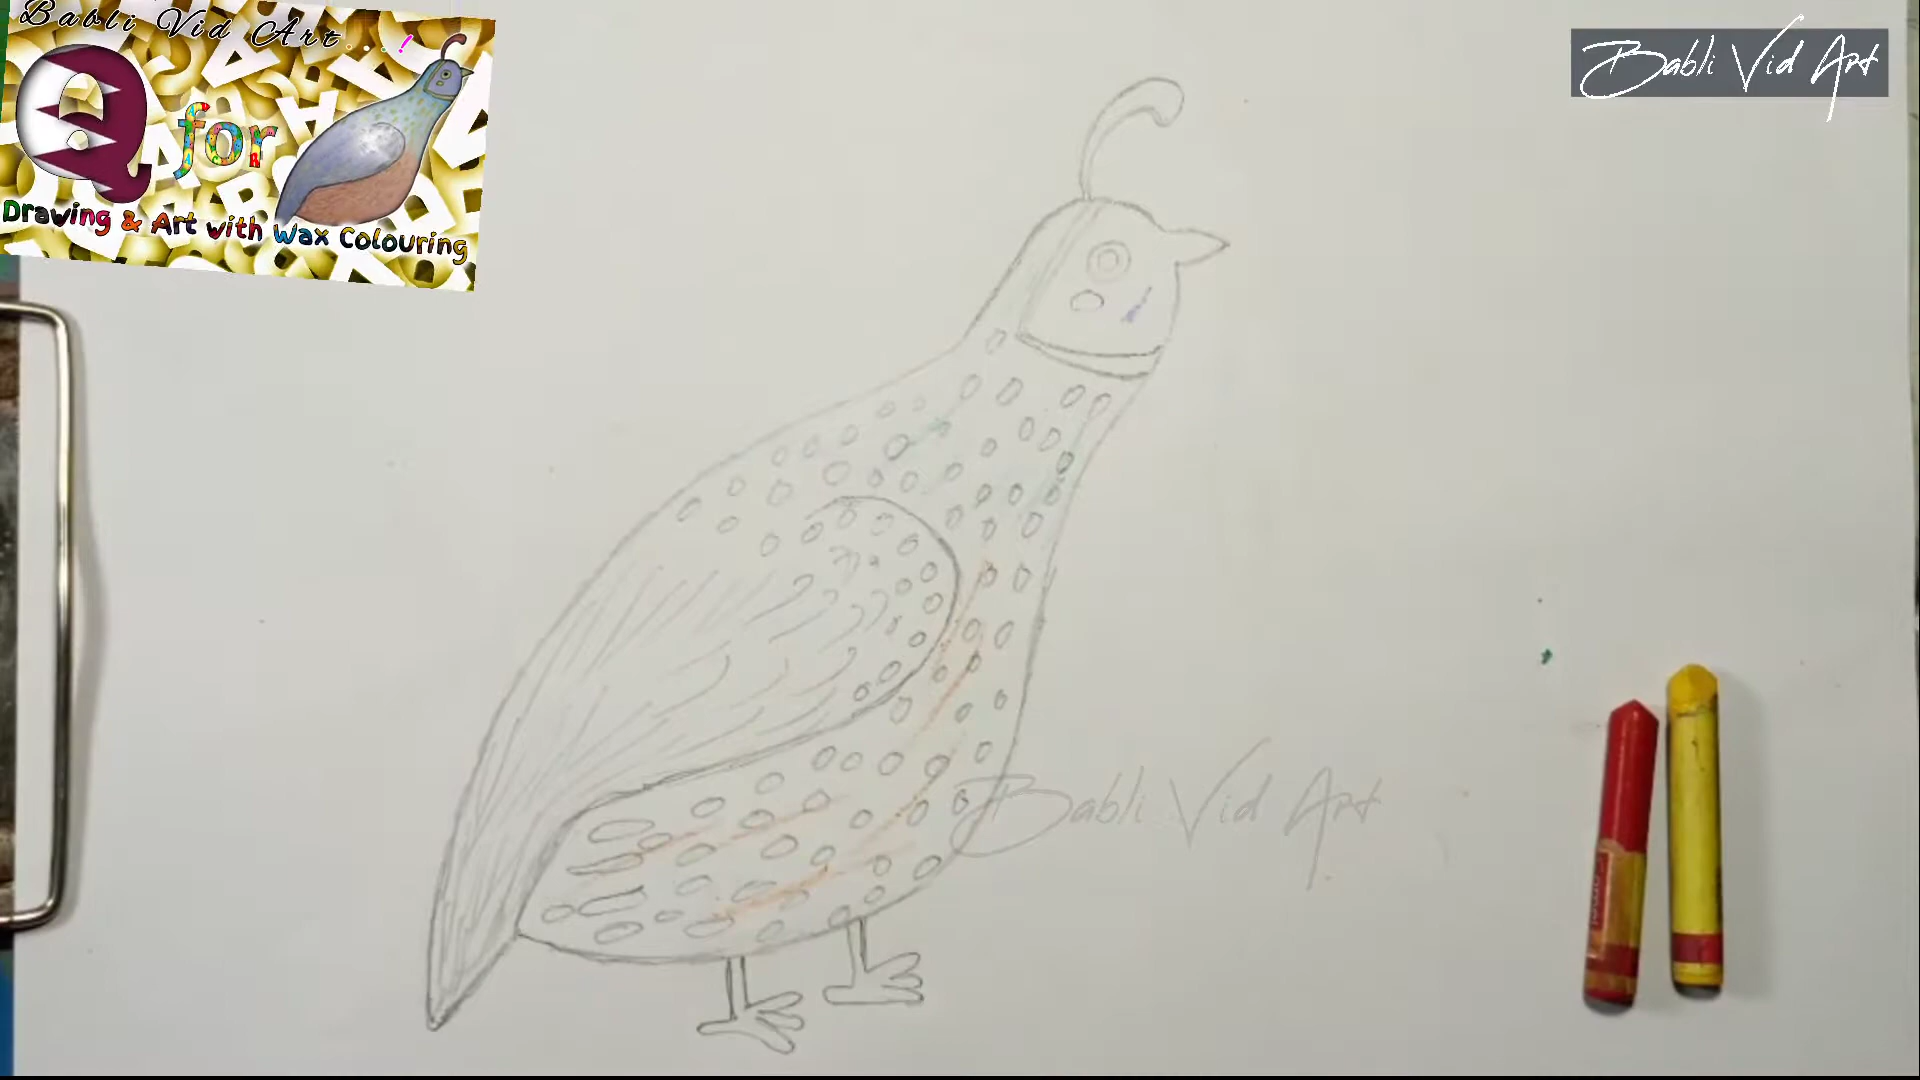 Babli Vid Art...!
Q for
Drawing & Art with Wax Colouring
Babli Vid Art
Babli Vid Art